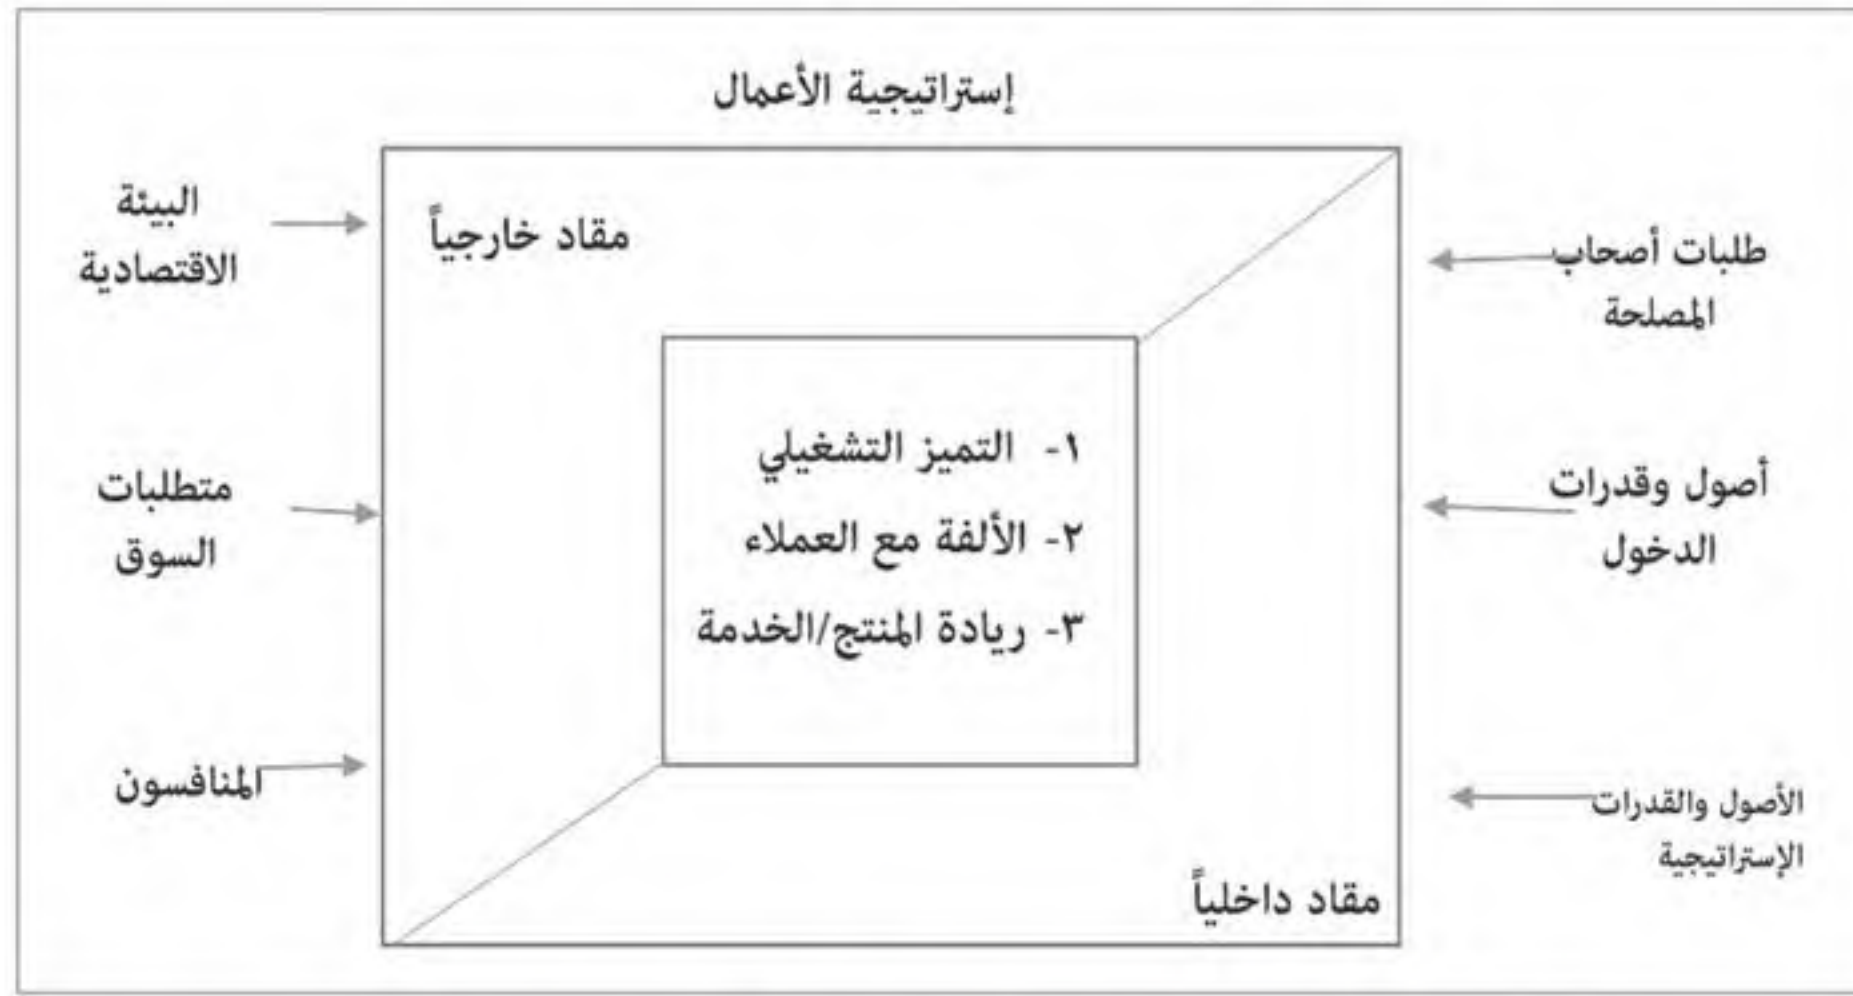 إستراتيجية الأعمال
مقاد خارجياً
البيئة
الاقتصادية
متطلبات
السوق
المنافسون
طلبات أصحاب
المصلحة
أصول وقدرات
الدخول
الأصول والقدرات
الإستراتيجية
١- التميز التشغيلي
٢- الألفة مع العملاء
٣- ريادة المنتج/الخدمة
مقاد داخلياً